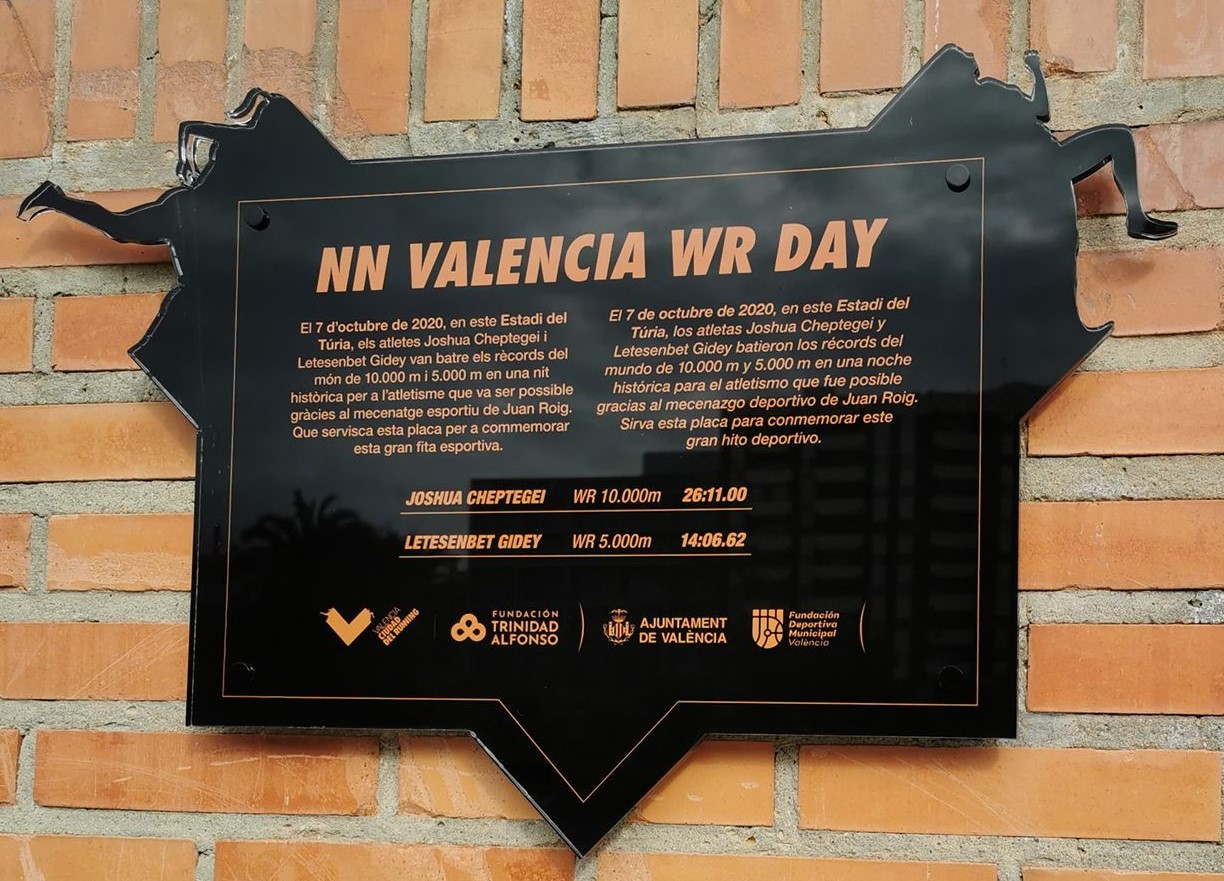 NN VALENCIA WR DAY
El 7 d'octubre de 2020, en este Estadi del
Túria, els atletes Joshua Cheptegei i
Letesenbet Gidey van batre els rècords del
món de 10.000 m i 5.000 m en una nit
històrica per a l'atletisme que va ser possible
gràcies al mecenatge esportiu de Juan Roig.
Que servisca esta placa per a commemorar
esta gran fita esportiva.
El 7 de octubre de 2020, en este Estadi del
Túria, los atletas Joshua Cheptegei y
Letesenbet Gidey batieron los récords del
mundo de 10.000 m y 5.000 m en una noche
histórica para el atletismo que fue posible
gracias al mecenazgo deportivo de Juan Roig.
Sirva esta placa para conmemorar este
gran hito deportivo.
JOSHUA CHEPTEGEI WR 10.000m 26:11.00
LETESENBET GIDEY WR 5.000m 14:06.62
VALENCIA
CIUDAD
DEL RUNNING
FUNDACIÓN
TRINIDAD
ALFONSO
AJUNTAMENT
DE VALÈNCIA
Fundación
Deportiva
Municipal
València